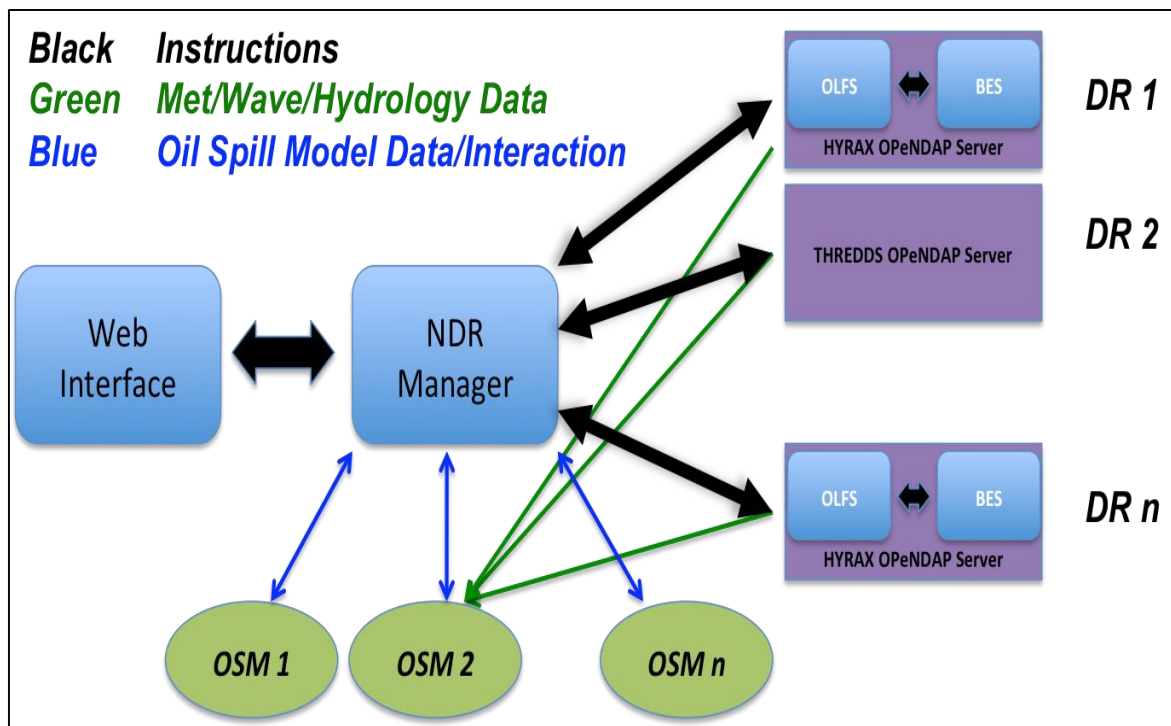 Black Instructions
Green Met/Wave/Hydrology Data
Blue Oil Spill Model Data/Interaction
OLFS
BES
HYRAX OPeNDAP Server
DR 1
THREDDS OPeNDAP Server
DR 2
Web
Interface
NDR
Manager
OLFS
BES
HYRAX OPeNDAP Server
DR n
OSM 1
OSM 2
OSM n